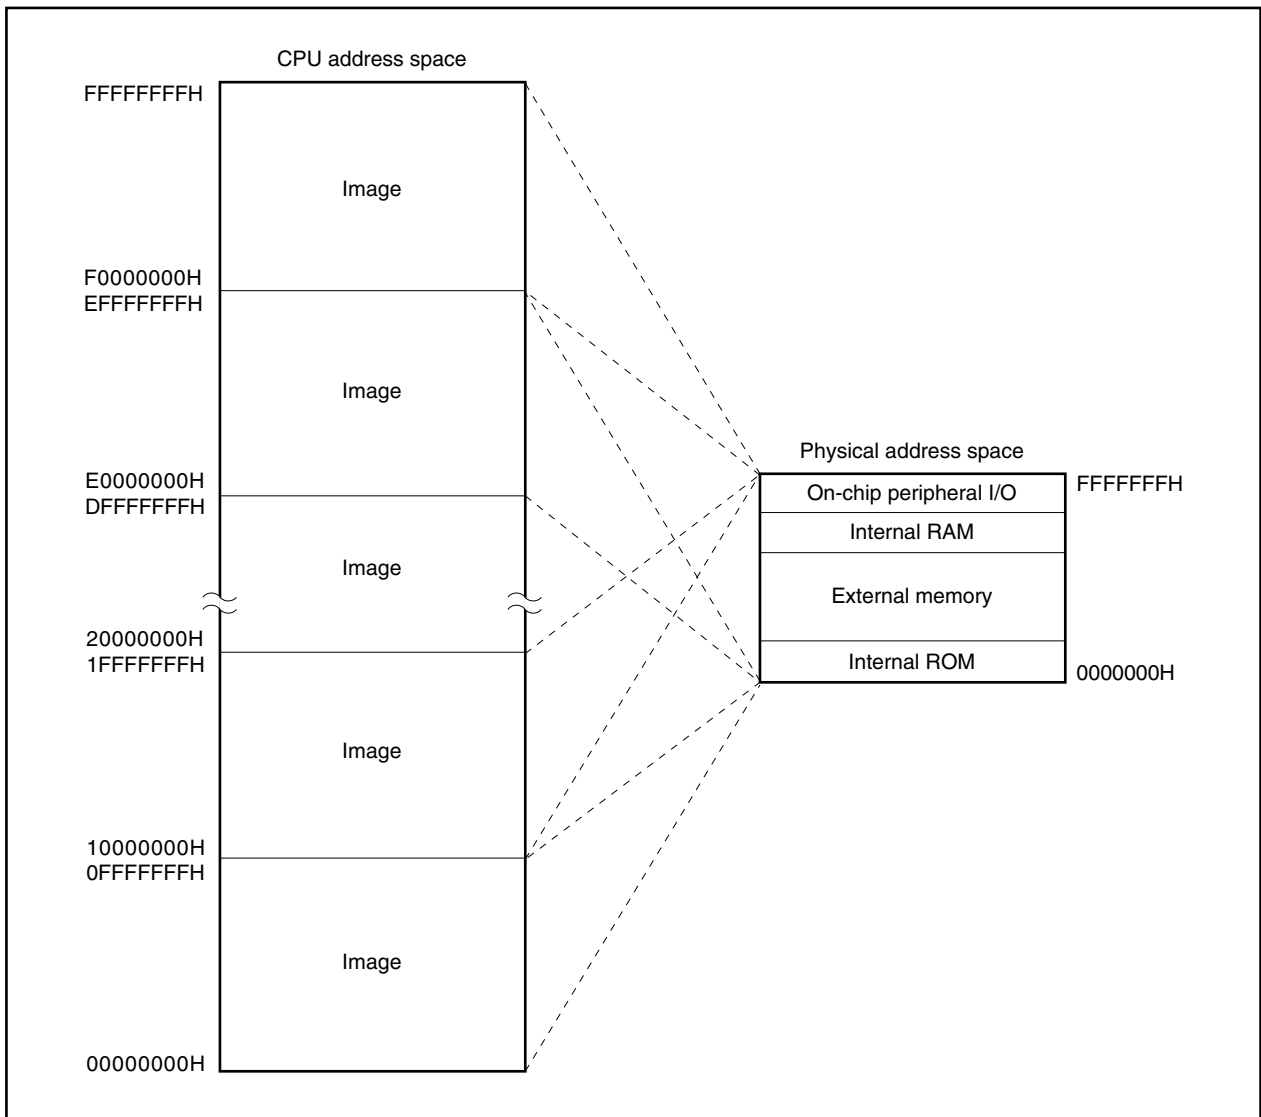 CPU address space
FFFFFFFFH
Image
F0000000H
EFFFFFFFH
Image
E0000000H
DFFFFFFFH
Image
20000000H
1FFFFFFFH
Image
10000000H
0FFFFFFFH
Image
00000000H
Physical address space
On-chip peripheral I/O
FFFFFFFH
Internal RAM
External memory
Internal ROM
0000000H